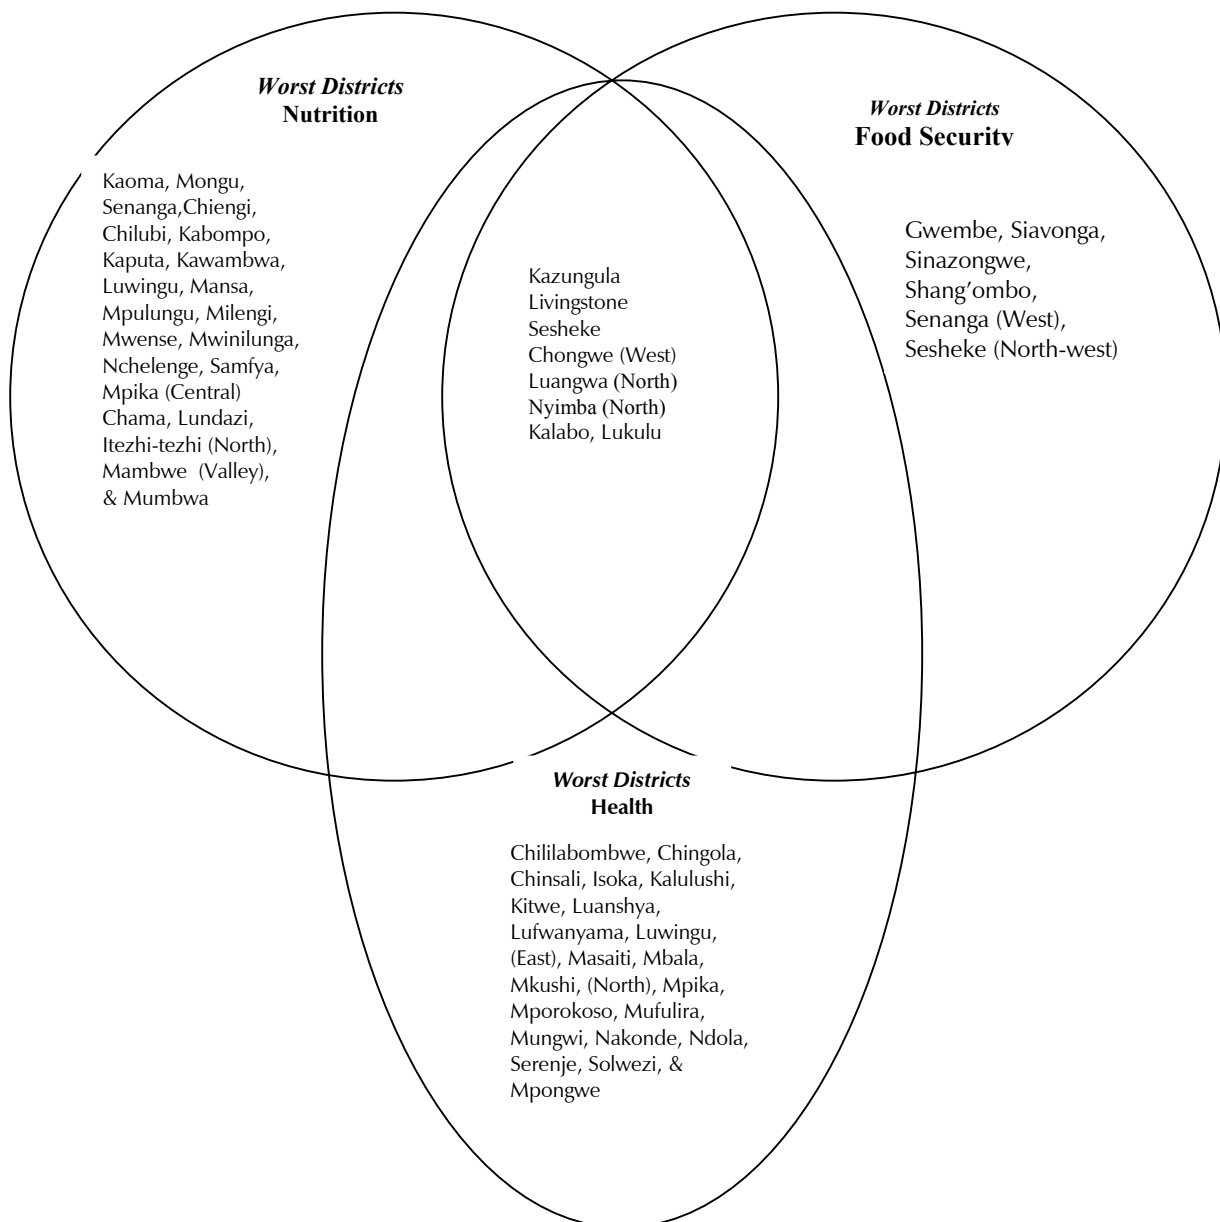 Worst Districts
Nutrition
Kaoma, Mongu,
Senanga,Chiengi,
Chilubi, Kabompo,
Kaputa, Kawambwa,
Luwingu, Mansa,
Mpulungu, Milengi,
Mwense, Mwinilunga,
Nchelenge, Samfya,
Mpika (Central)
Chama, Lundazi,
Itezhi-tezhi (North),
Mambwe (Valley),
& Mumbwa
Kazungula
Livingstone
Sesheke
Chongwe (West)
Luangwa (North)
Nyimba (North)
Kalabo, Lukulu
Worst Districts
Food Security
Gwembe, Siavonga,
Sinazongwe,
Shang’ombo,
Senanga (West),
Sesheke (North-west)
Worst Districts
Health
Chililabombwe, Chingola,
Chinsali, Isoka, Kalulushi,
Kitwe, Luanshya,
Lufwanyama, Luwingu,
(East), Masaiti, Mbala,
Mkushi, (North), Mpika,
Mporokoso, Mufulira,
Mungwi, Nakonde, Ndola,
Serenje, Solwezi, &
Mpongwe